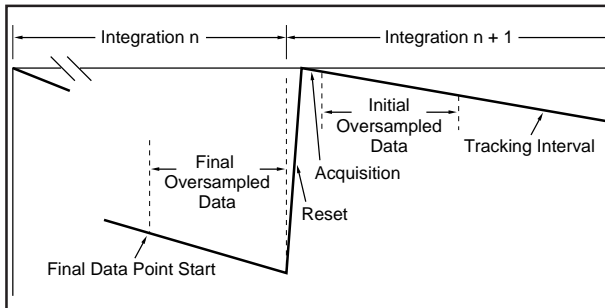 Integration n
Integration n + 1
Initial
Oversampled
Data
Tracking Interval
Final
Oversampled
Data
Acquisition
Reset
Final Data Point Start